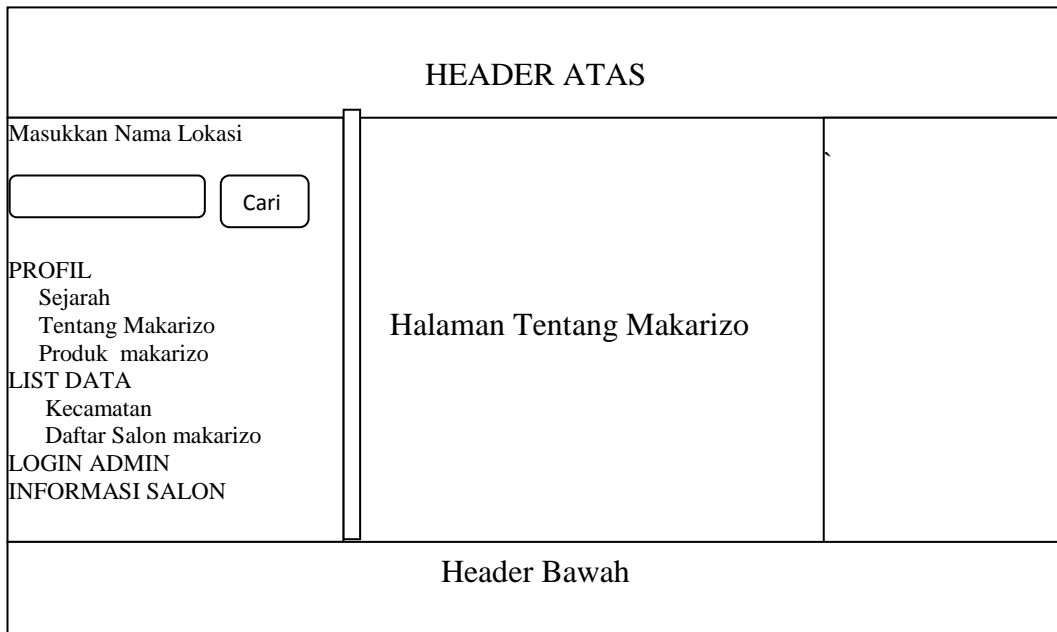 HEADER ATAS
Masukkan Nama Lokasi
Cari
PROFIL
Sejarah
Tentang Makarizo
Produk makarizo
LIST DATA
Kecamatan
Daftar Salon makarizo
LOGIN ADMIN
INFORMASI SALON
Halaman Tentang Makarizo
`
Header Bawah